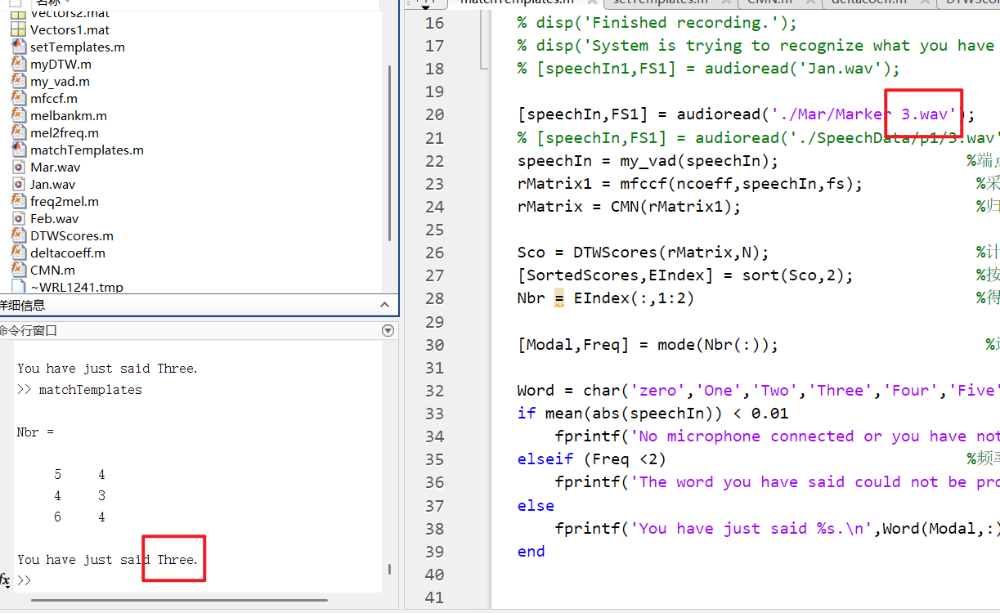 名称
Vectors2.mat
Vectors1.mat
setTemplates.m
myDTW.m
my_vad.m
mfccf.m
melbankm.m
mel2freq.m
matchTemplates.m
Mar.wav
Jan.wav
freq2mel.m
Feb.wav
DTWScores.m
deltacoeff.m
CMN.m
~WRL1241.tmp
详细信息
命令行窗口
You have just said Three.
>> matchTemplates
Nbr =
5 4
4 3
6 4
You have just said Three.
fx >>
matchTemplates.m setTemplates.m CMN.m deltacoeff.m DTWScor
16 % disp('Finished recording.');
17 % disp('System is trying to recognize what you have
18 % [speechIn1,FS1] = audioread('Jan.wav');
19
20 [speechIn,FS1] = audioread('./Mar/Marker 3.wav');
21 % [speechIn,FS1] = audioread('./SpeechData/p1/3.wav'
22 speechIn = my_vad(speechIn); %端点
23 rMatrix1 = mfccf(ncoeff,speechIn,fs); %采
24 rMatrix = CMN(rMatrix1); %归
25
26 Sco = DTWScores(rMatrix,N); %计
27 [SortedScores,EIndex] = sort(Sco,2); %按
28 Nbr = EIndex(:,1:2) %得
29
30 [Modal,Freq] = mode(Nbr(:)); %
31
32 Word = char('zero','One','Two','Three','Four','Five'
33 if mean(abs(speechIn)) < 0.01
34 fprintf('No microphone connected or you have not
35 elseif (Freq <2) %频率
36 fprintf('The word you have said could not be pro
37 else
38 fprintf('You have just said %s.\n',Word(Modal,:)
39 end
40
41